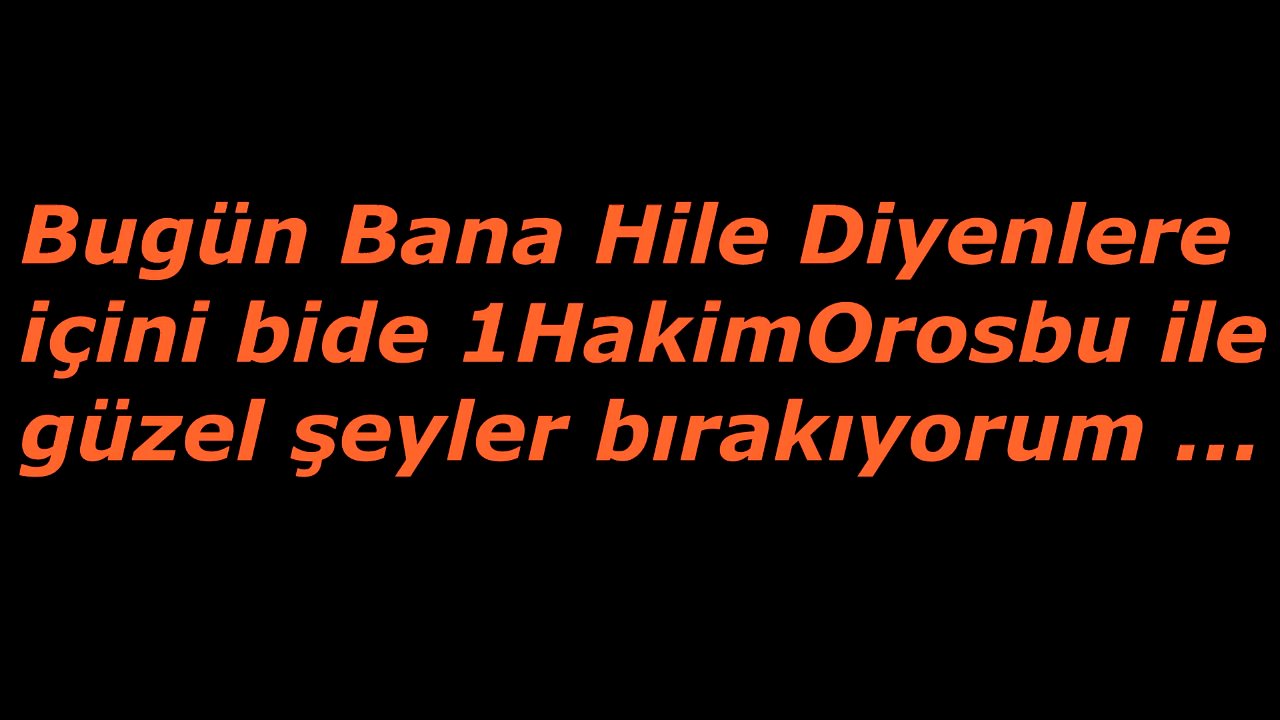 Bugün Bana Hile Diyenlere
içini bide 1HakimOrosbu ile
güzel şeyler bırakıyorum ...